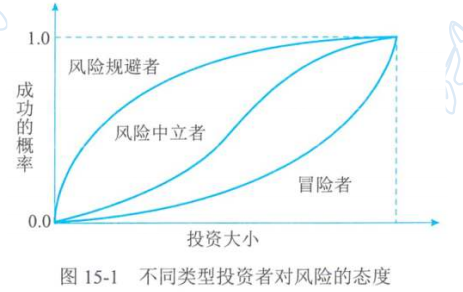 1.0
风险规避者
成功的概率
风险中立者
冒险者
0.0
投资大小
图 15-1 不同类型投资者对风险的态度